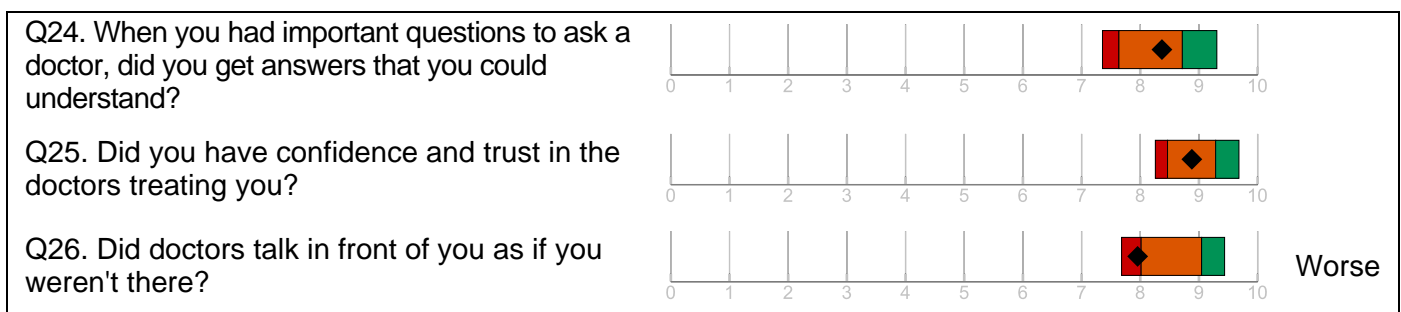 Q24. When you had important questions to ask a
doctor, did you get answers that you could
understand?
0 1 2 3 4 5 6 7 8 9 10
Q25. Did you have confidence and trust in the
doctors treating you?
0 1 2 3 4 5 6 7 8 9 10
Q26. Did doctors talk in front of you as if you
weren't there?
Worse
0 1 2 3 4 5 6 7 8 9 10